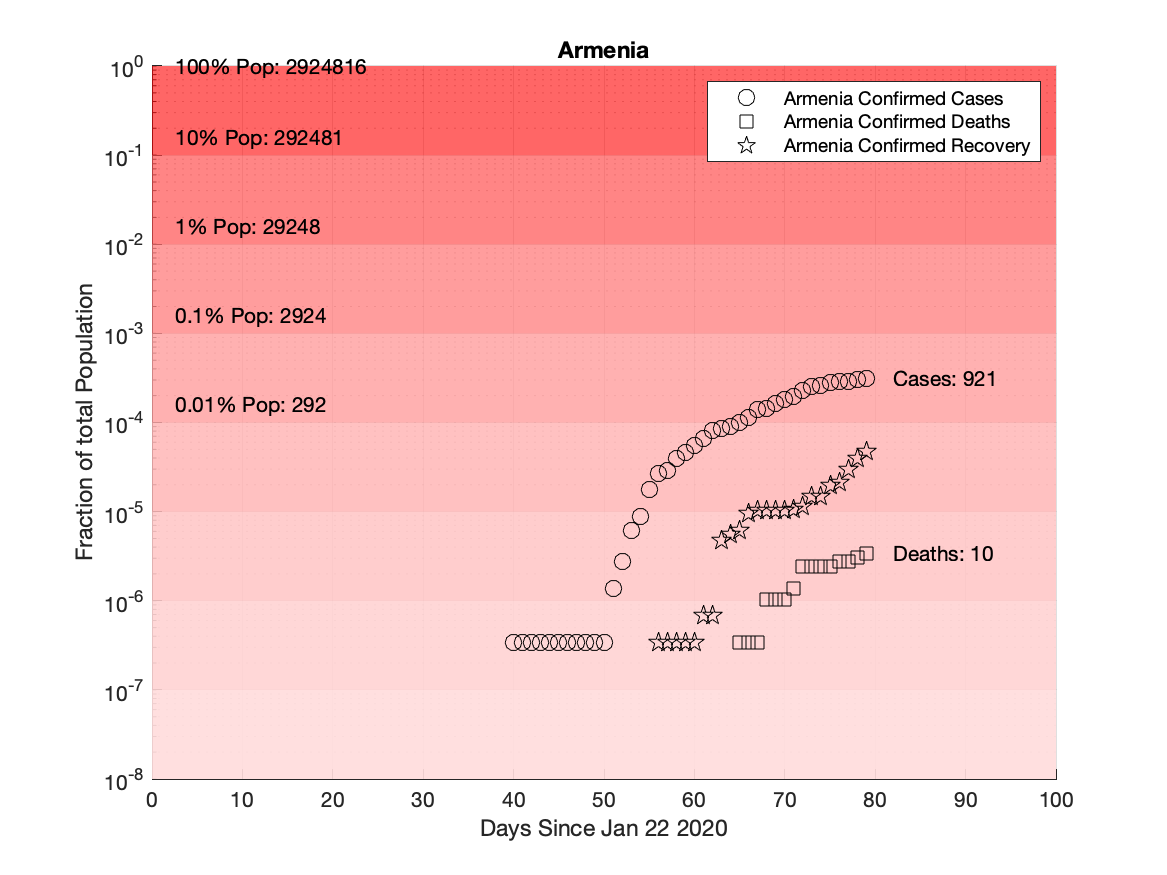 Armenia
10^0
100% Pop: 2924816
Armenia Confirmed Cases
Armenia Confirmed Deaths
Armenia Confirmed Recovery
10% Pop: 292481
10^-1
1% Pop: 29248
10^-2
0.1% Pop: 2924
10^-3
Cases: 921
0.01% Pop: 292
10^-4
10^-5
Deaths: 10
10^-6
10^-7
10^-8
Fraction of total Population
0 10 20 30 40 50 60 70 80 90 100
Days Since Jan 22 2020